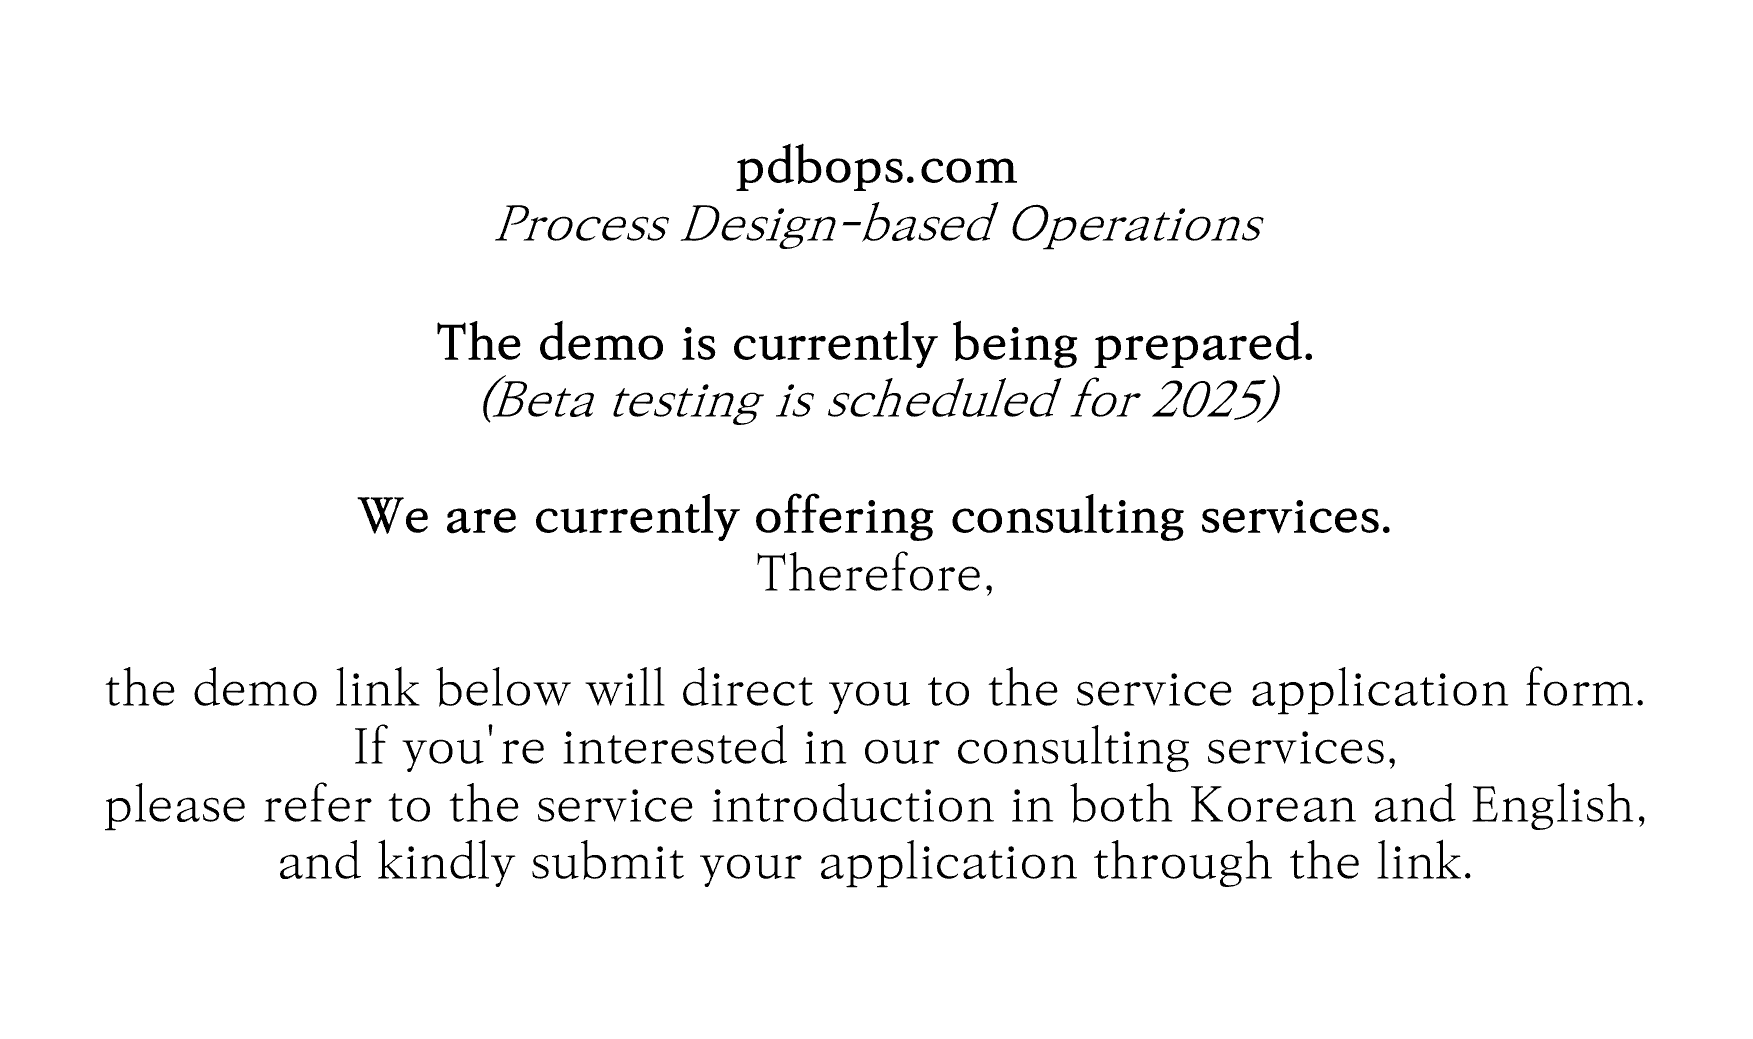 pdbops.com
Process Design-based Operations
The demo is currently being prepared.
(Beta testing is scheduled for 2025)
We are currently offering consulting services.
Therefore,
the demo link below will direct you to the service application form.
If you're interested in our consulting services,
please refer to the service introduction in both Korean and English,
and kindly submit your application through the link.